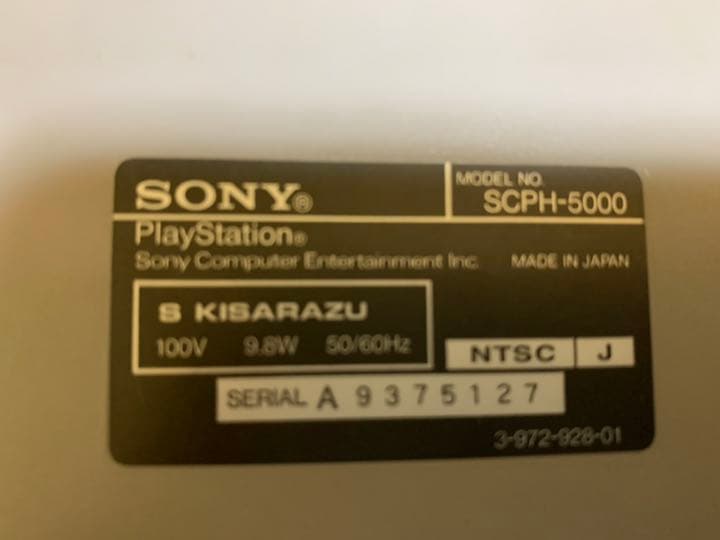 SONY®
MODEL NO.
SCPH-5000
PlayStation®
Sony Computer Entertainment Inc.
MADE IN JAPAN
S KISARAZU
100V 9.8W 50/60Hz
NTSC J
SERIAL A 9375127
3-972-928-01